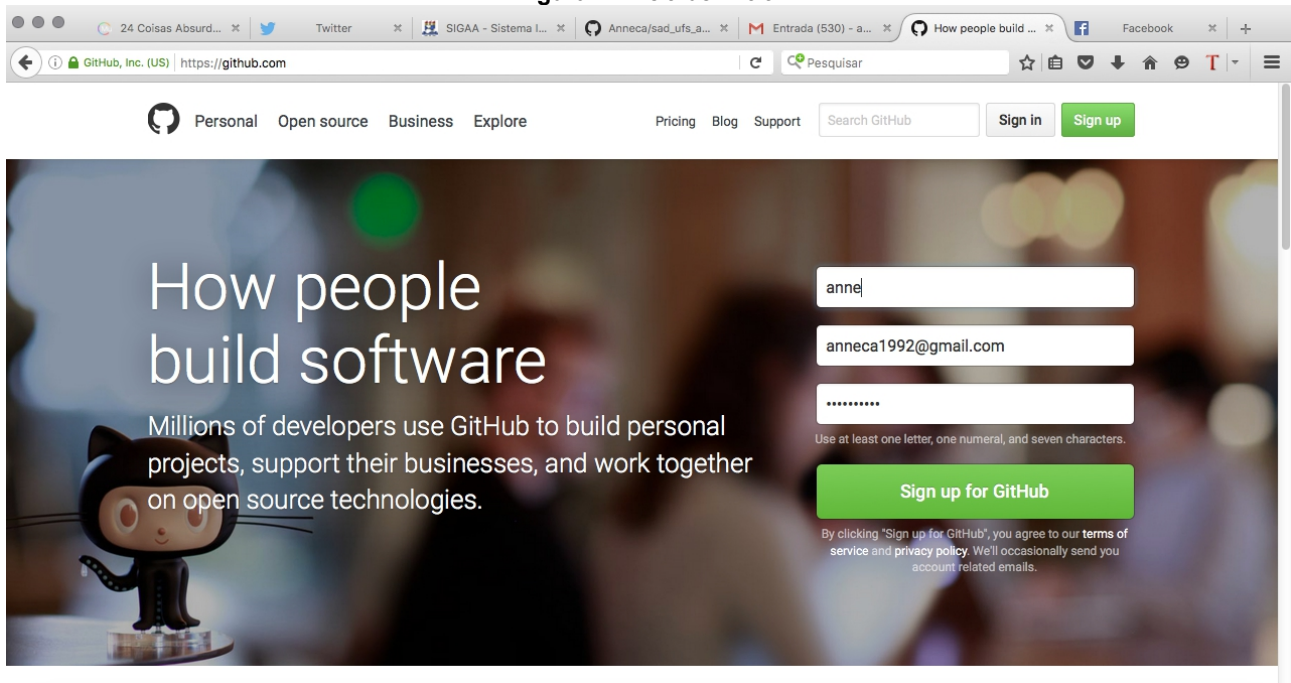 24 Coisas Absurd...
Twitter
SIGAA - Sistema I...
Anneca/sad_ufs_a...
Entrada (530) - a...
How people build ...
Facebook
GitHub, Inc. (US)
https://github.com
Pesquisar
Personal
Open source
Business
Explore
Pricing
Blog
Support
Search GitHub
Sign in
Sign up
How people
build software
Millions of developers use GitHub to build personal
projects, support their businesses, and work together
on open source technologies.
anne
anneca1992@gmail.com
••••••••••
Use at least one letter, one numeral, and seven characters.
Sign up for GitHub
By clicking "Sign up for GitHub", you agree to our terms of
service and privacy policy. We'll occasionally send you
account related emails.